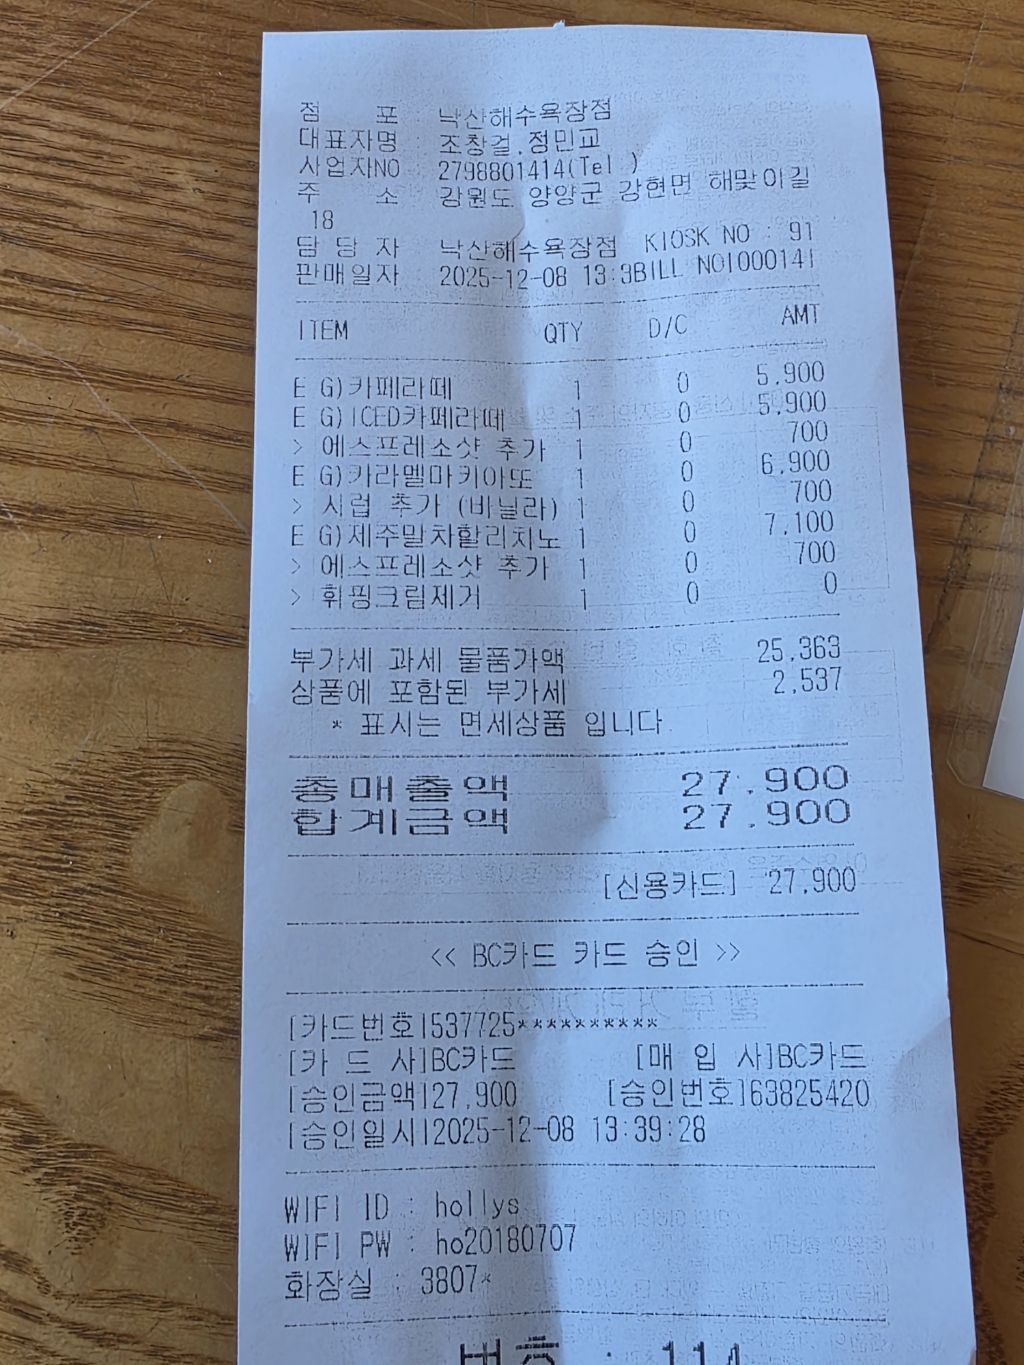 점 포 : 낙산해수욕장점
대표자명 : 조창걸,정민교
사업자NO : 2798801414(Tel )
주 소 : 강원도 양양군 강현면 해맞이길
18
담 당 자 : 낙산해수욕장점 KIOSK NO : 91
판매일자 : 2025-12-08 13:3BILL NO[000141
ITEM QTY D/C AMT
E G)카페라떼 1 0 5,900
E G)ICED카페라떼 1 0 5,900
> 에스프레소샷 추가 1 0 700
E G)카라멜마키아또 1 0 6,900
> 시럽 추가 (바닐라) 1 0 700
E G)제주말차할리치노 1 0 7,100
> 에스프레소샷 추가 1 0 700
> 휘핑크림제거 1 0 0
부가세 과세 물품가액 25,363
상품에 포함된 부가세 2,537
* 표시는 면세상품 입니다.
총매출액 27,900
합계금액 27,900
[신용카드] 27,900
<< BC카드 카드 승인 >>
[카드번호]537725**********
[카 드 사]BC카드 [매 입 사]BC카드
[승인금액]27,900 [승인번호]63825420
[승인일시]2025-12-08 13:39:28
WIFI ID : hollys
WIFI PW : ho20180707
화장실 : 3807*
번호 : 114